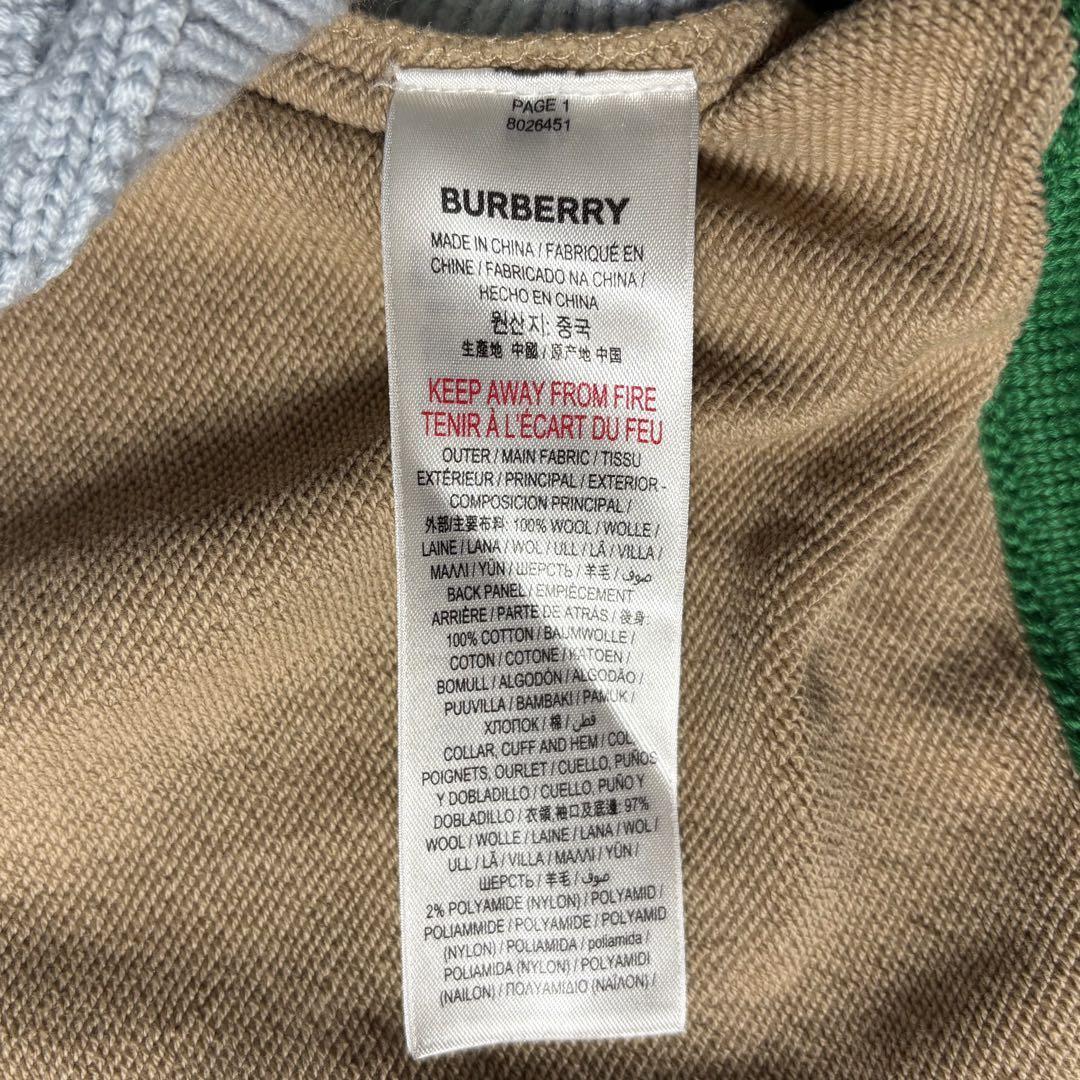 PAGE 1
8026451
BURBERRY
MADE IN CHINA / FABRIQUÉ EN
CHINE / FABRICADO NA CHINA /
HECHO EN CHINA
원산지: 중국
生產地 中國 / 原产地 中国
KEEP AWAY FROM FIRE
TENIR À L'ÉCART DU FEU
OUTER / MAIN FABRIC / TISSU
EXTÉRIEUR / PRINCIPAL / EXTERIOR -
COMPOSICION PRINCIPAL /
外部/主要布料: 100% WOOL / WOLLE /
LAINE / LANA / WOL / ULL / LÃ / VILLA /
ΜΑΛΛΙ / YÜN / ШЕРСТЬ / 羊毛 / صوف /
BACK PANEL / EMPIÈCEMENT
ARRIÈRE / PARTE DE ATRÁS / 後身:
100% COTTON / BAUMWOLLE /
COTON / COTONE / KATOEN /
BOMULL / ALGODÓN / ALGODÃO /
PUUVILLA / BAMBAKI / PAMUK /
ХЛОПОК / 棉 / قطن /
COLLAR, CUFF AND HEM / COL,
POIGNETS, OURLET / CUELLO, PUÑOS
Y DOBLADILLO / CUELLO, PUÑO Y
DOBLADILLO / 衣領,袖口及底邊: 97%
WOOL / WOLLE / LAINE / LANA / WOL /
ULL / LÃ / VILLA / ΜΑΛΛΙ / YÜN /
ШЕРСТЬ / 羊毛 / صوف
2% POLYAMIDE (NYLON) / POLYAMID /
POLIAMMIDE / POLYAMIDE / POLYAMID
(NYLON) / POLIAMIDA / poliamida /
POLIAMIDA (NYLON) / POLYAMIDI
(NAILON) / ΠΟΛΥΑΜΙΔΙΟ (ΝΑΪΛΟΝ) /